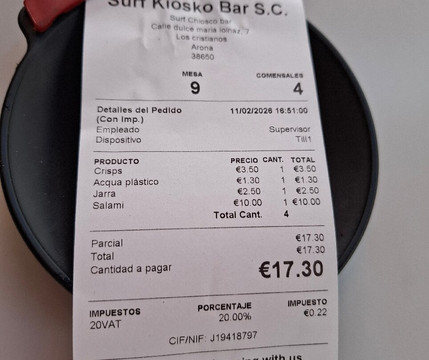 Surf Kiosko Bar S.C.
Surf Chiosco bar
Calle dulce maria loinaz, 7
Los cristianos
Arona
38650
MESA COMENSALES
9 4
Detalles del Pedido 11/02/2026 16:51:00
(Con Imp.)
Empleado Supervisor
Dispositivo Till1
PRODUCTO PRECIO CANT. TOTAL
Crisps €3.50 1 €3.50
Acqua plástico €1.30 1 €1.30
Jarra €2.50 1 €2.50
Salami €10.00 1 €10.00
Total Cant. 4
Parcial €17.30
Total €17.30
Cantidad a pagar €17.30
IMPUESTOS PORCENTAJE IMPUESTO
20VAT 20.00% €0.22
CIF/NIF: J19418797
with us